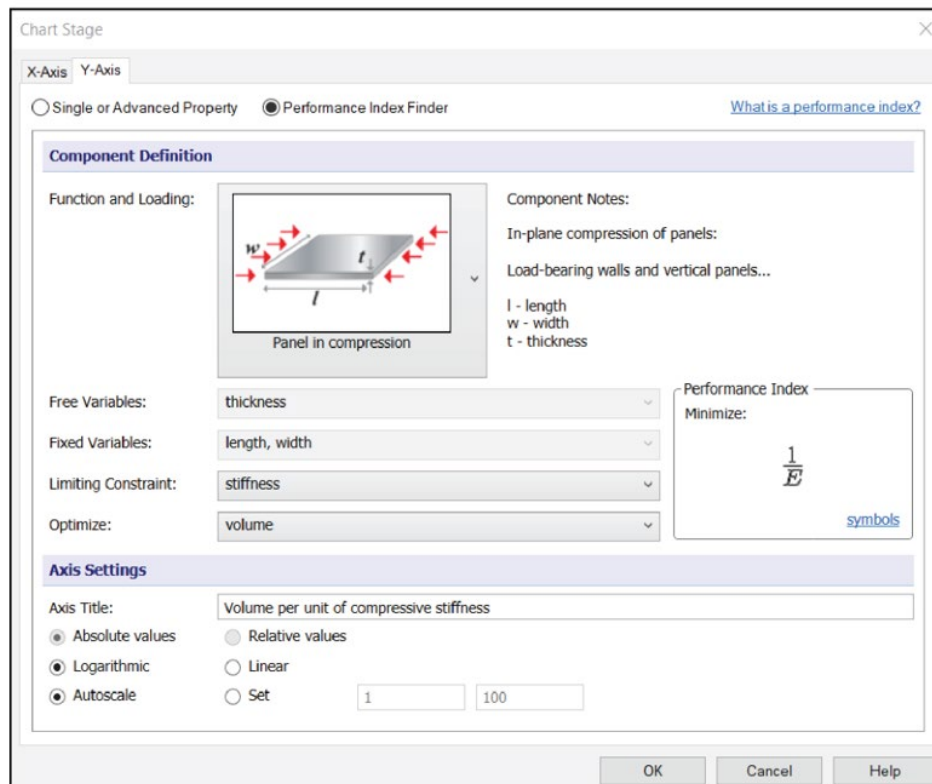 Chart Stage
X-Axis Y-Axis
Single or Advanced Property Performance Index Finder What is a performance index?
Component Definition
Function and Loading:
w
t
l
Panel in compression
Component Notes:
In-plane compression of panels:
Load-bearing walls and vertical panels...
l - length
w - width
t - thickness
Free Variables: thickness
Fixed Variables: length, width
Limiting Constraint: stiffness
Optimize: volume
Performance Index
Minimize:
1
E
symbols
Axis Settings
Axis Title: Volume per unit of compressive stiffness
Absolute values Relative values
Logarithmic Linear
Autoscale Set 1 100
OK Cancel Help